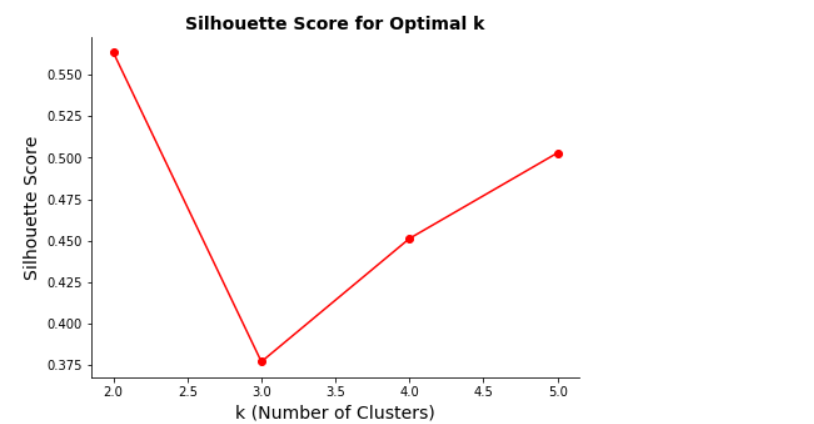 Silhouette Score for Optimal k
Silhouette Score
0.550
0.525
0.500
0.475
0.450
0.425
0.400
0.375
2.0 2.5 3.0 3.5 4.0 4.5 5.0
k (Number of Clusters)